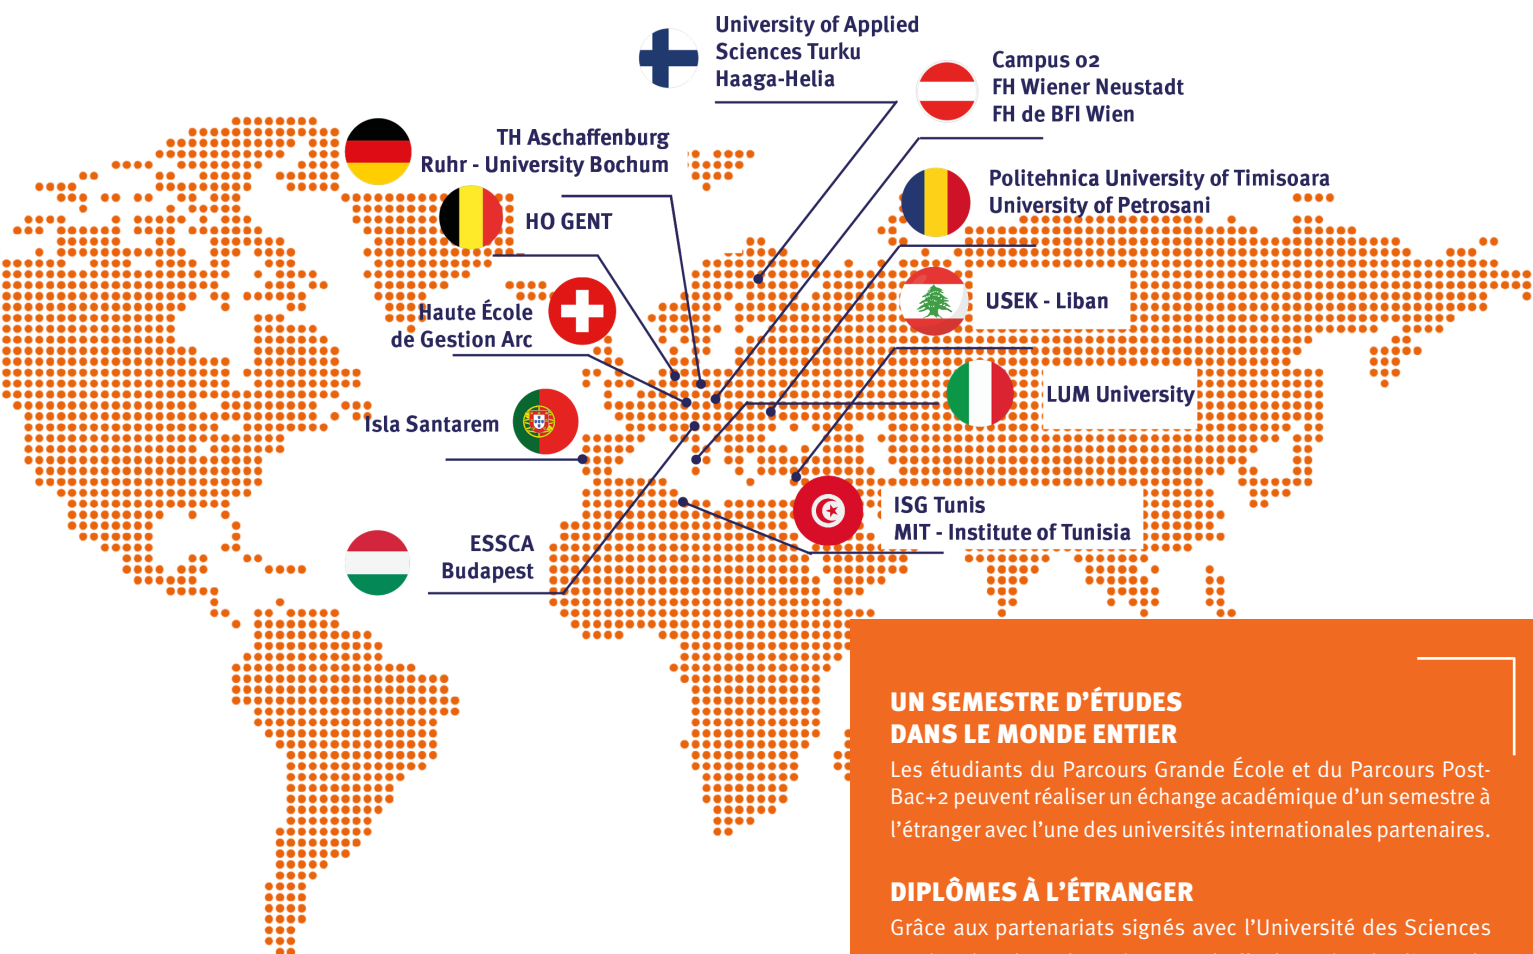 University of Applied
Sciences Turku
Haaga-Helia
Campus 02
FH Wiener Neustadt
FH de BFI Wien
TH Aschaffenburg
Ruhr - University Bochum
HO GENT
Politehnica University of Timisoara
University of Petrosani
Haute École
de Gestion Arc
USEK - Liban
LUM University
Isla Santarem
ISG Tunis
MIT - Institute of Tunisia
ESSCA
Budapest
UN SEMESTRE D’ÉTUDES
DANS LE MONDE ENTIER
Les étudiants du Parcours Grande École et du Parcours Post-
Bac+2 peuvent réaliser un échange académique d’un semestre à
l’étranger avec l’une des universités internationales partenaires.
DIPLÔMES À L’ÉTRANGER
Grâce aux partenariats signés avec l’Université des Sciences